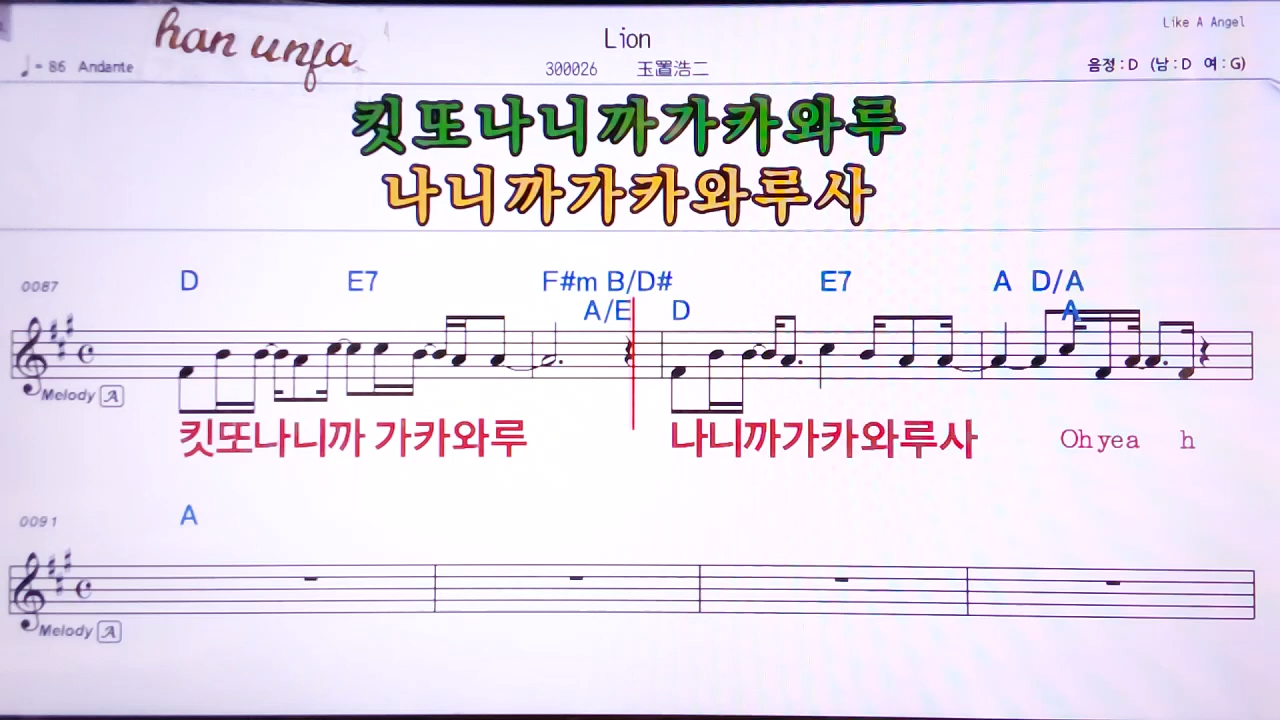 Like A Angel
han unfa
Lion
♩= 86 Andante
300026 玉置浩二
음정 : D (남 : D 여 : G)
킷또나니까가카와루
나니까가카와루사
0087
D E7 F#m B/D# E7 A D/A
A/E D A
Melody A
킷또나니까 가카와루 나니까가카와루사 Oh yea h
0091
A
Melody A